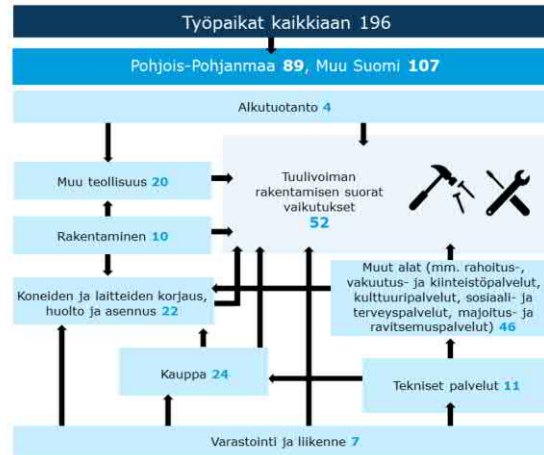 Työpaikat kaikkiaan 196
Pohjois-Pohjanmaa 89, Muu Suomi 107
Alkutuotanto 4
Muu teollisuus 20
Tuulivoiman
rakentamisen suorat
vaikutukset
52
Rakentaminen 10
Koneiden ja laitteiden korjaus,
huolto ja asennus 22
Muut alat (mm. rahoitus-,
vakuutus- ja kiinteistöpalvelut,
kulttuuripalvelut, sosiaali- ja
terveyspalvelut, majoitus- ja
ravitsemuspalvelut) 46
Kauppa 24
Tekniset palvelut 11
Varastointi ja liikenne 7